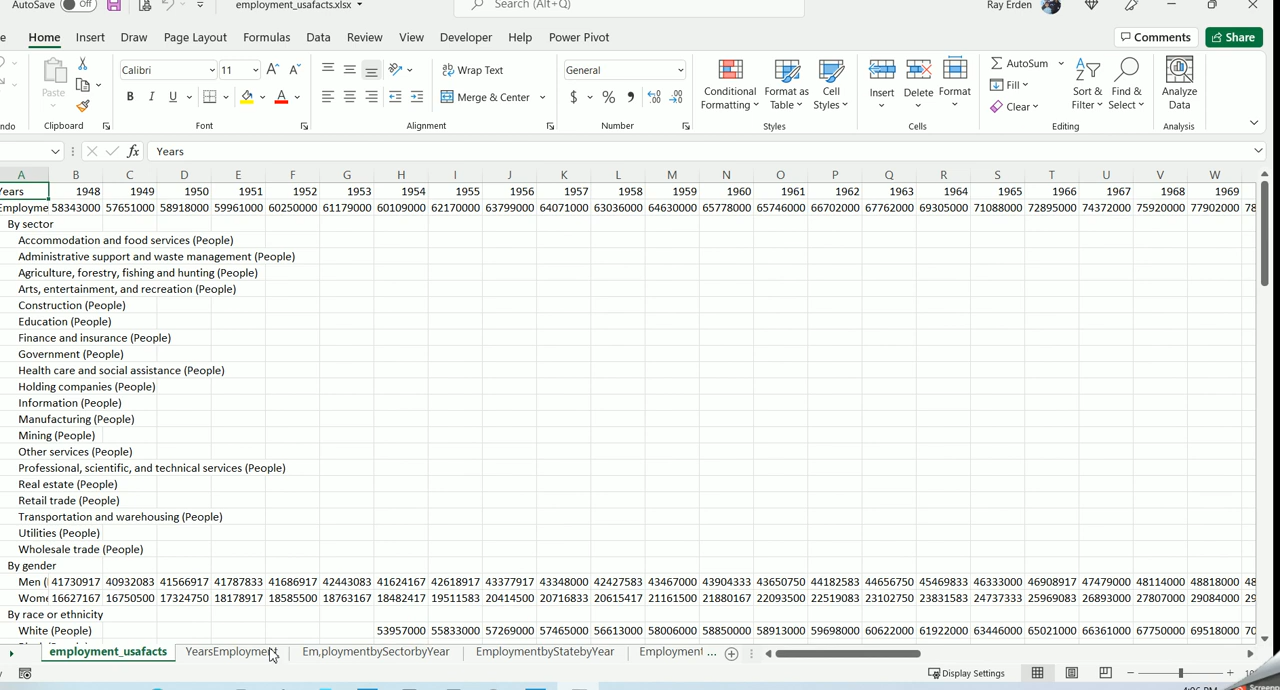 AutoSave Off employment_usafacts.xlsx Search (Alt+Q) Ray Erden
Home Insert Draw Page Layout Formulas Data Review View Developer Help Power Pivot Comments Share
Paste Calibri 11 Wrap Text General Conditional Formatting Format as Table Cell Styles Insert Delete Format AutoSum Fill Clear Sort & Filter Find & Select Analyze Data
B I U Merge & Center $ %
Clipboard Font Alignment Number Styles Cells Editing Analysis
fx Years
A B C D E F G H I J K L M N O P Q R S T U V W
Years 1948 1949 1950 1951 1952 1953 1954 1955 1956 1957 1958 1959 1960 1961 1962 1963 1964 1965 1966 1967 1968 1969
Employme 58343000 57651000 58918000 59961000 60250000 61179000 60109000 62170000 63799000 64071000 63036000 64630000 65778000 65746000 66702000 67762000 69305000 71088000 72895000 74372000 75920000 77902000 78
By sector
Accommodation and food services (People)
Administrative support and waste management (People)
Agriculture, forestry, fishing and hunting (People)
Arts, entertainment, and recreation (People)
Construction (People)
Education (People)
Finance and insurance (People)
Government (People)
Health care and social assistance (People)
Holding companies (People)
Information (People)
Manufacturing (People)
Mining (People)
Other services (People)
Professional, scientific, and technical services (People)
Real estate (People)
Retail trade (People)
Transportation and warehousing (People)
Utilities (People)
Wholesale trade (People)
By gender
Men ( 41730917 40932083 41566917 41787833 41686917 42443083 41624167 42618917 43377917 43348000 42427583 43467000 43904333 43650750 44182583 44656750 45469833 46333000 46908917 47479000 48114000 48818000 48
Wome 16627167 16750500 17324750 18178917 18585500 18763167 18482417 19511583 20414500 20716833 20615417 21161500 21880167 22093500 22519083 23102750 23831583 24737333 25969083 26893000 27807000 29084000 29
By race or ethnicity
White (People) 53957000 55833000 57269000 57465000 56613000 58006000 58850000 58913000 59698000 60622000 61922000 63446000 65021000 66361000 67750000 69518000 70
employment_usafacts YearsEmployment Em,ploymentbySectorbyYear EmploymentbyStatebyYear Employment ...
Display Settings